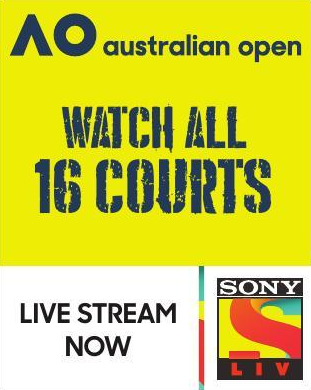 AO australian open
WATCH ALL
16 COURTS
LIVE STREAM
NOW
SONY
LIV